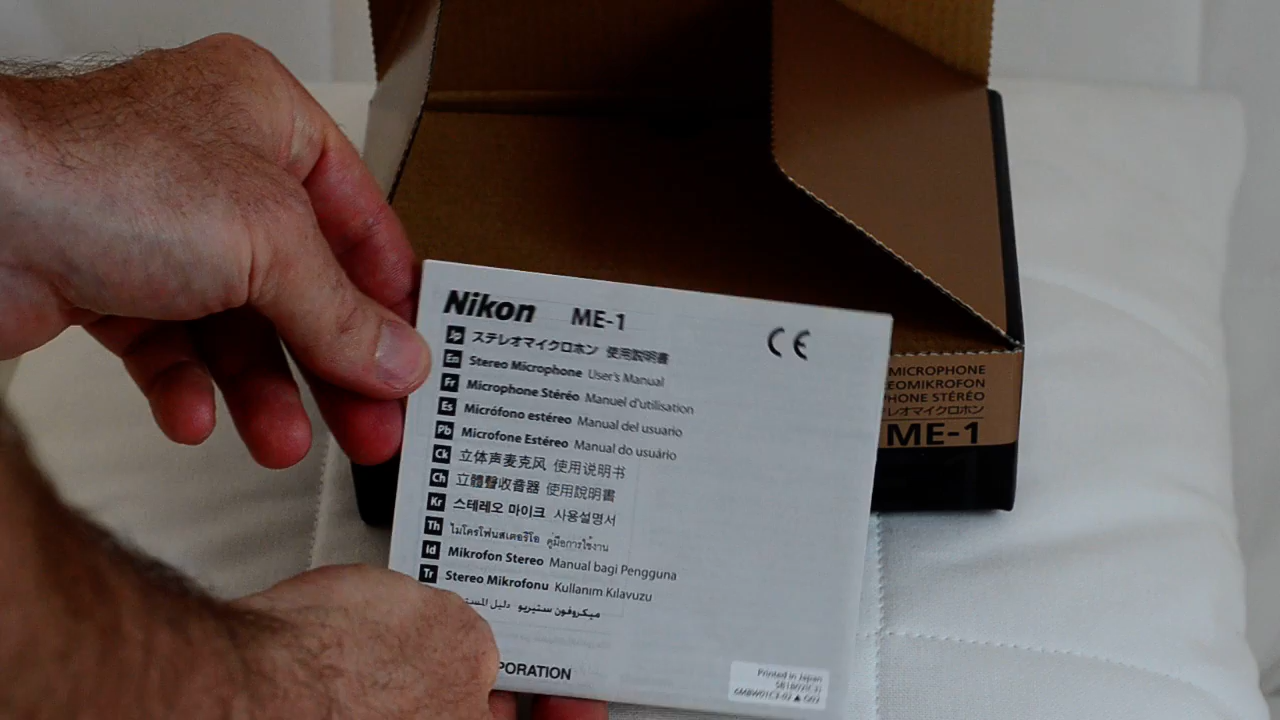 Nikon ME-1
CE
Jp ステレオマイクロホン 使用説明書
En Stereo Microphone User's Manual
Fr Microphone Stéréo Manuel d'utilisation
Es Micrófono estéreo Manual del usuario
Pb Microfone Estéreo Manual do usuário
Ck 立体声麦克风 使用说明书
Ch 立體聲收音器 使用說明書
Kr 스테레오 마이크 사용설명서
Th ไมโครโฟนสเตอริโอ คู่มือการใช้งาน
Id Mikrofon Stereo Manual bagi Pengguna
Tr Stereo Mikrofonu Kullanım Kılavuzu
ميكروفون ستيريو دليل
PORATION
Printed in Japan
MICROPHONE
EOMIKROFON
PHONE STÉRÉO
レオマイクロホン
ME-1